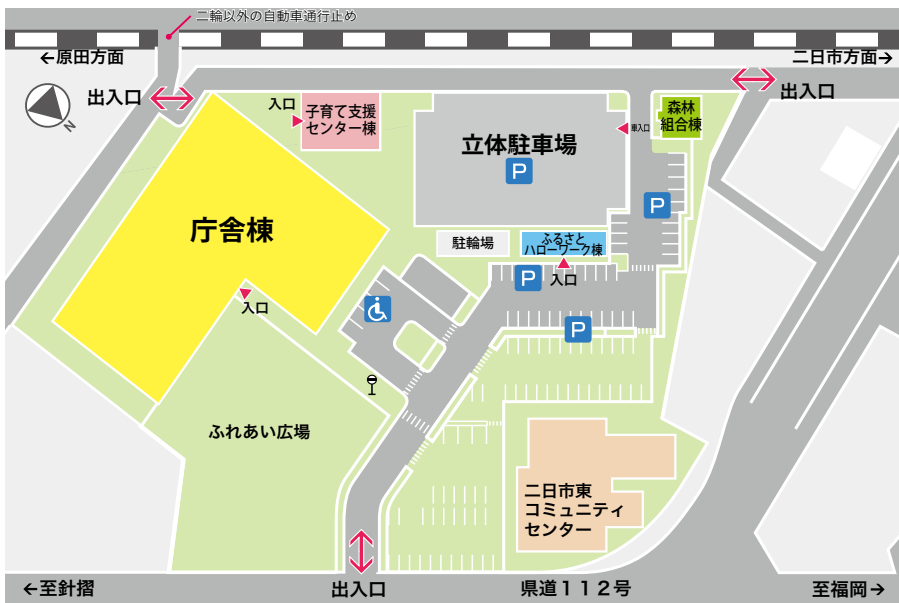 二輪以外の自動車通行止め
←原田方面
二日市方面→
出入口
出入口
N
入口
子育て支援
センター棟
立体駐車場
P
車入口
森林
組合棟
P
庁舎棟
駐輪場
ふるさと
ハローワーク棟
入口
P
入口
P
ふれあい広場
二日市東
コミュニティ
センター
←至針摺
出入口
県道112号
至福岡→